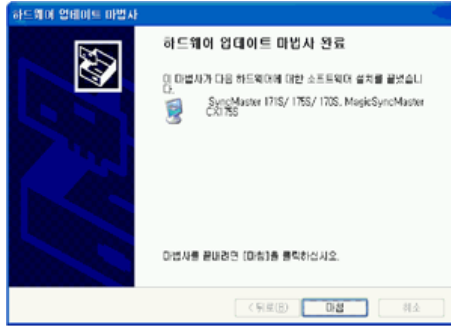 하드웨어 업데이트 마법사
하드웨어 업데이트 마법사 완료
이 마법사가 다음 하드웨어에 대한 소프트웨어 설치를 끝냈습니
다.
SyncMaster 171S/ 175S/ 170S, MagicSyncMaster
CX175S
마법사를 끝내려면 [마침]을 클릭하십시오.
< 뒤로(B)
마침
취소